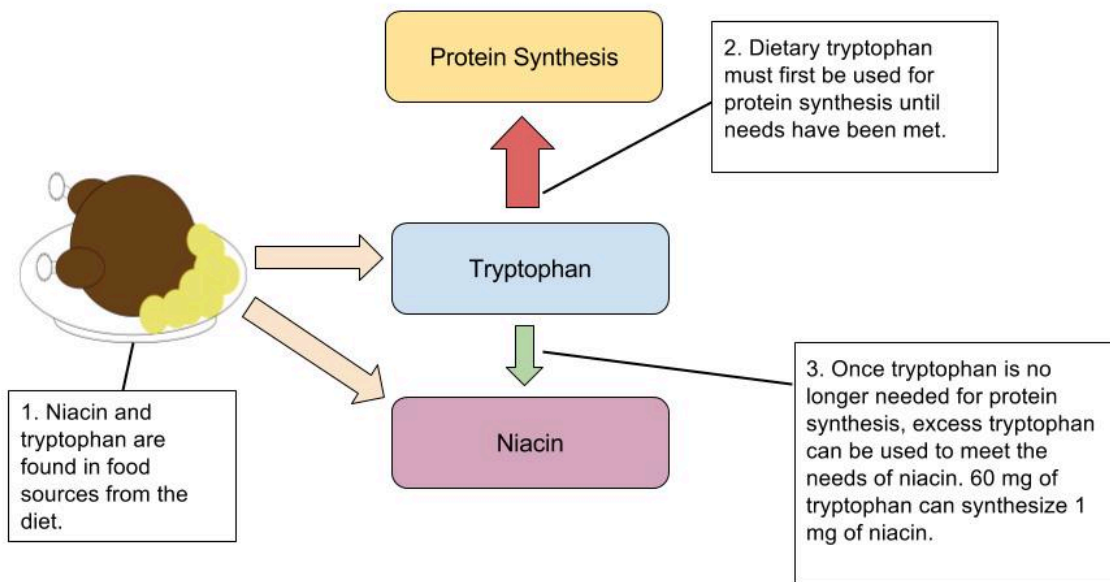 Protein Synthesis
2. Dietary tryptophan
must first be used for
protein synthesis until
needs have been met.
Tryptophan
1. Niacin and
tryptophan are
found in food
sources from the
diet.
Niacin
3. Once tryptophan is no
longer needed for protein
synthesis, excess tryptophan
can be used to meet the
needs of niacin. 60 mg of
tryptophan can synthesize 1
mg of niacin.